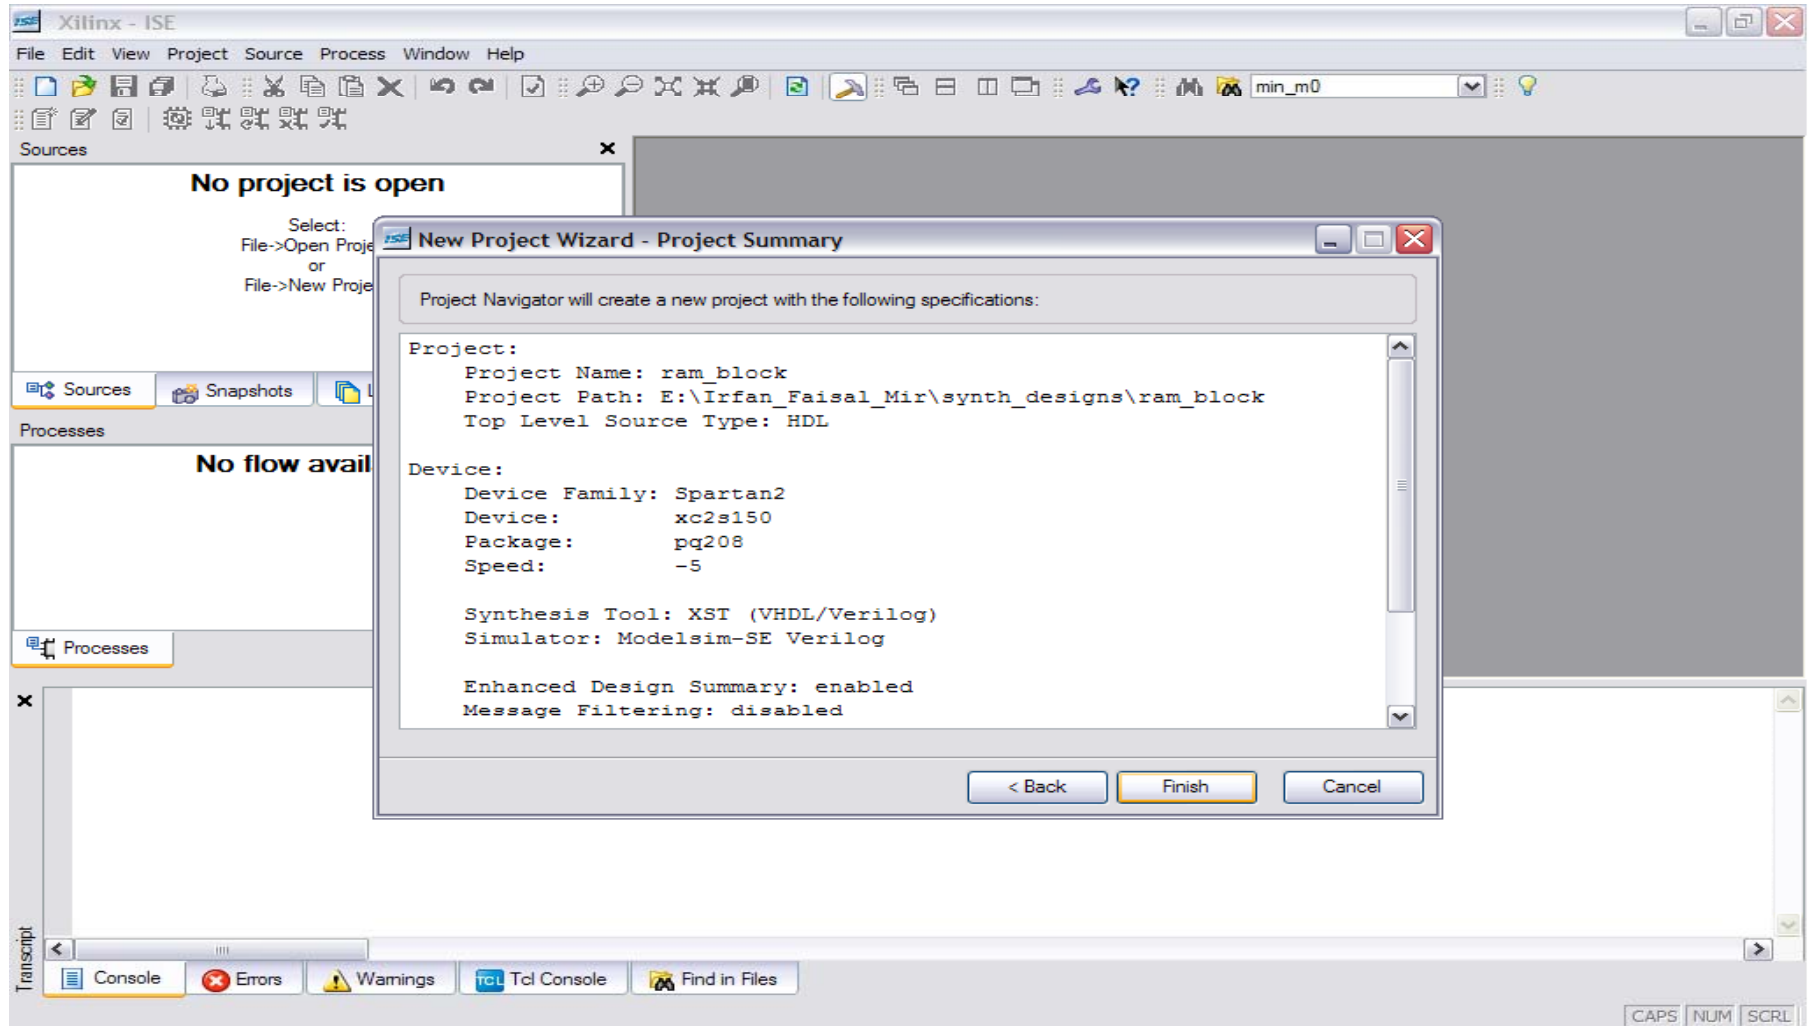 Xilinx - ISE
File Edit View Project Source Process Window Help
min_m0
Sources
No project is open
Select:
File->Open Proje
or
File->New Proje
Sources Snapshots L
Processes
No flow avail
Processes
New Project Wizard - Project Summary
Project Navigator will create a new project with the following specifications:
Project:
Project Name: ram_block
Project Path: E:\Irfan_Faisal_Mir\synth_designs\ram_block
Top Level Source Type: HDL
Device:
Device Family: Spartan2
Device: xc2s150
Package: pq208
Speed: -5
Synthesis Tool: XST (VHDL/Verilog)
Simulator: Modelsim-SE Verilog
Enhanced Design Summary: enabled
Message Filtering: disabled
< Back Finish Cancel
Transcript
Console Errors Warnings TCL Tcl Console Find in Files
CAPS NUM SCRL